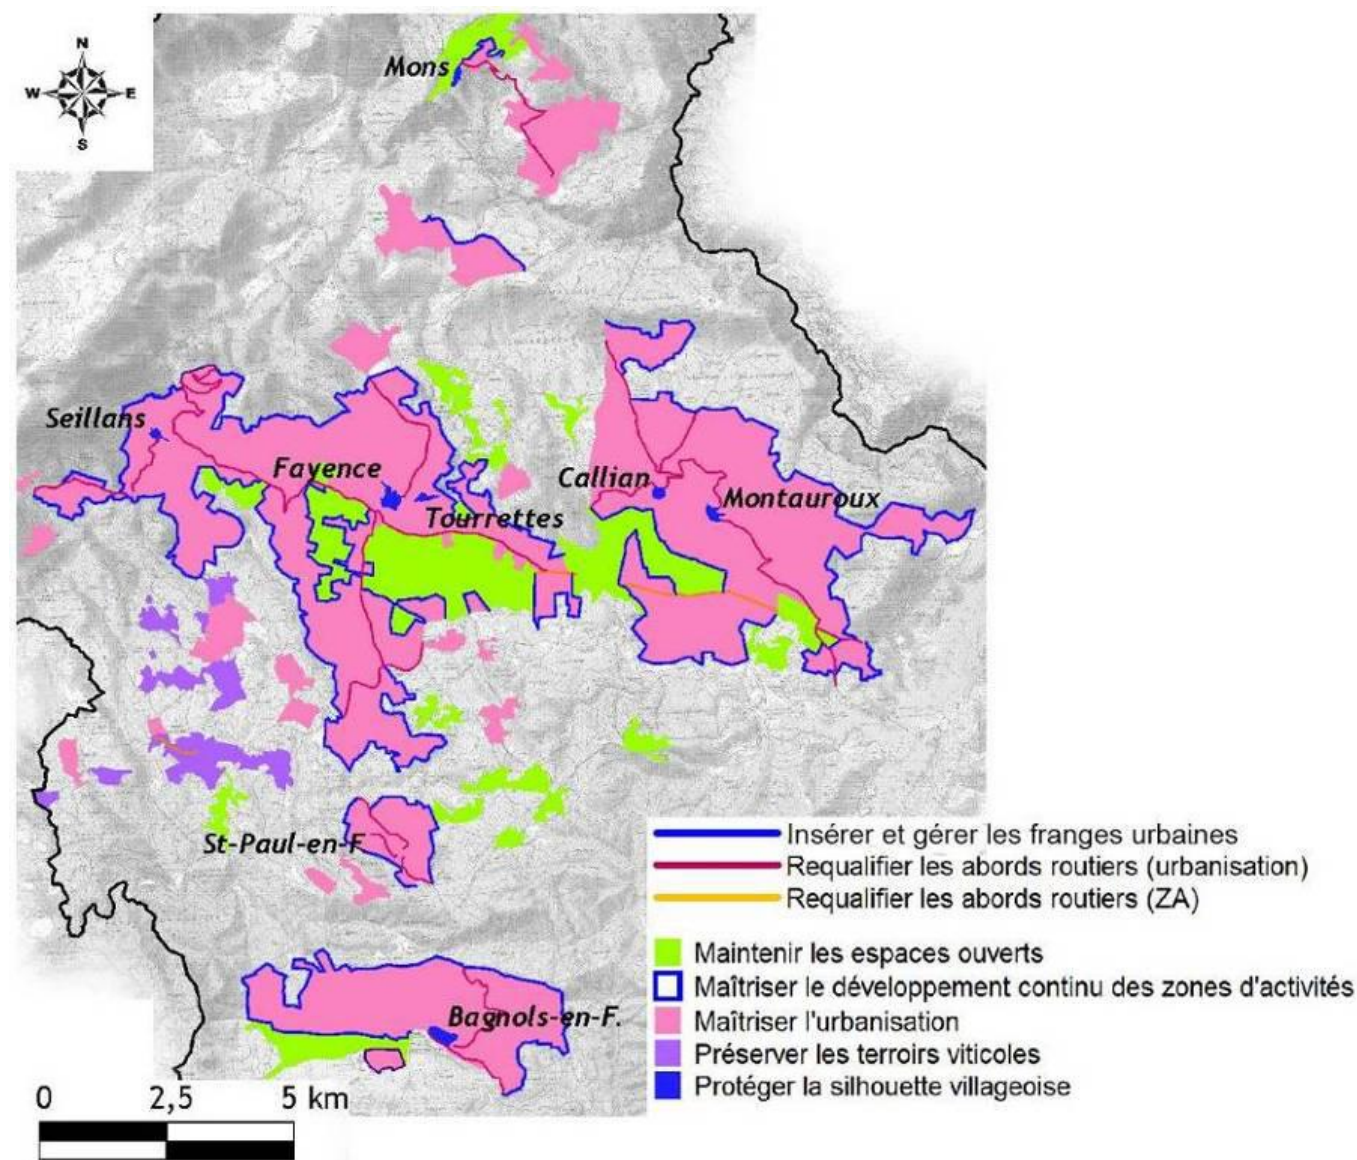 N
Mons
W
E
S
Seillans
Fayence
Callian
Montauroux
Tourrettes
St-Paul-en-F
Insérer et gérer les franges urbaines
Requalifier les abords routiers (urbanisation)
Requalifier les abords routiers (ZA)
Maintenir les espaces ouverts
Maîtriser le développement continu des zones d'activités
Bagnols-en-F.
Maîtriser l'urbanisation
Préserver les terroirs viticoles
Protéger la silhouette villageoise
0 2,5 5 km